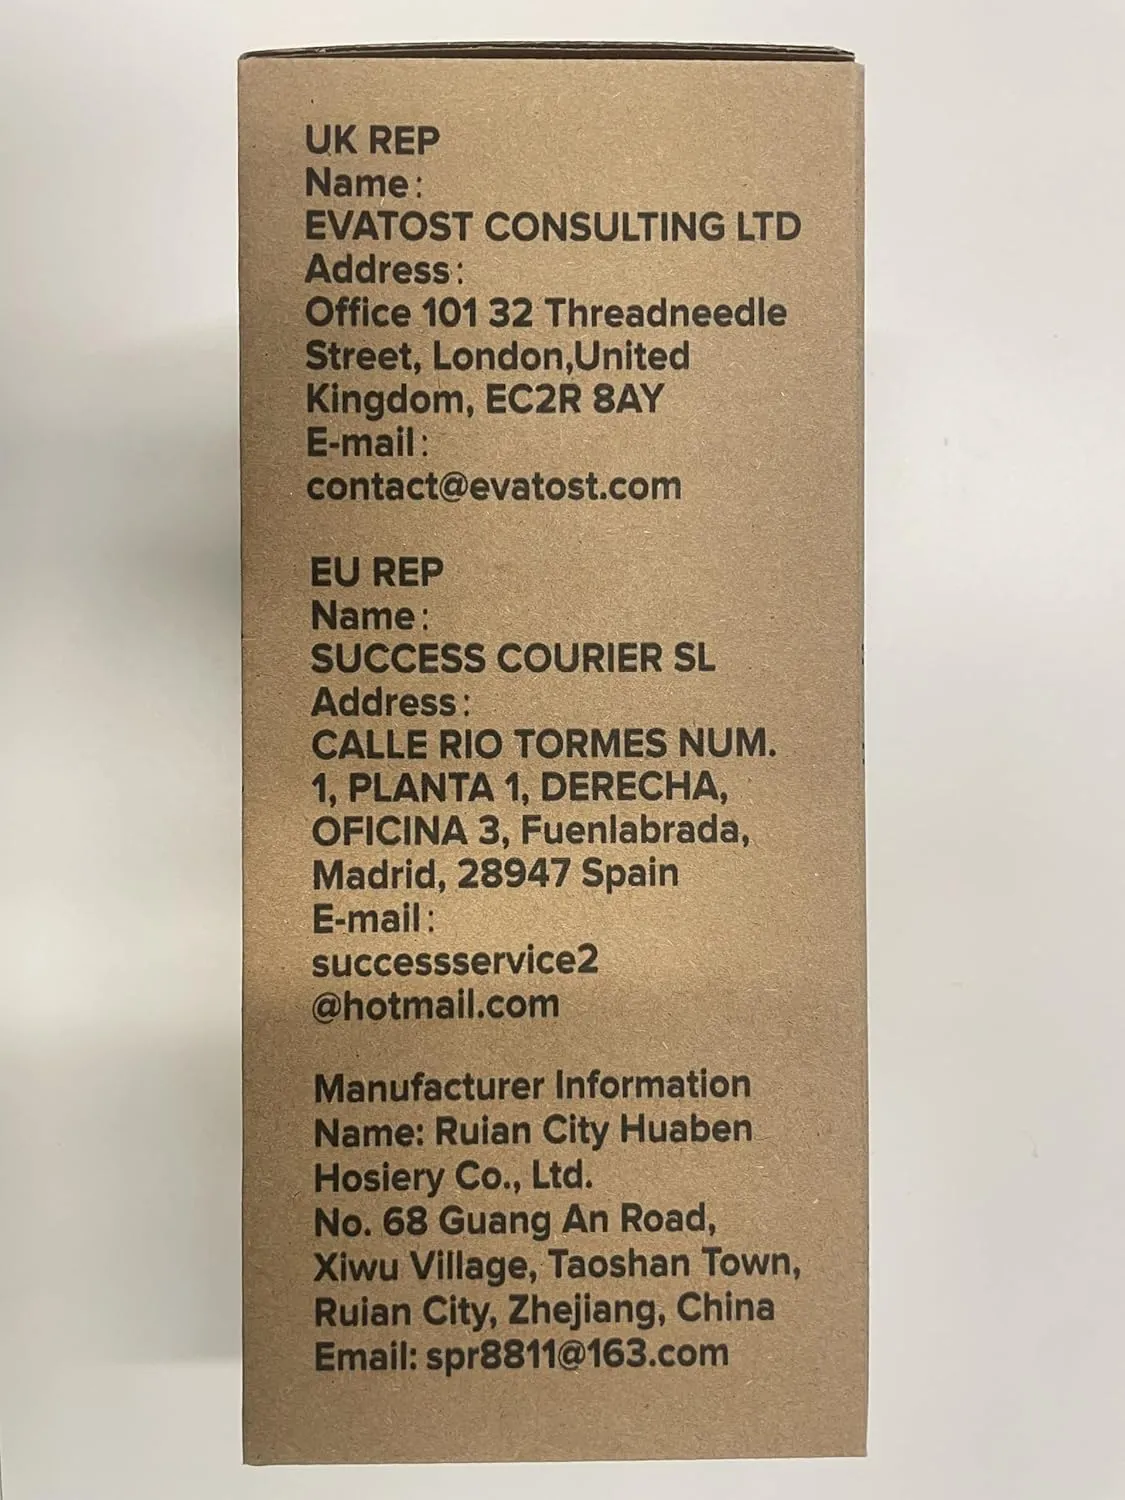 UK REP
Name:
EVATOST CONSULTING LTD
Address:
Office 101 32 Threadneedle
Street, London,United
Kingdom, EC2R 8AY
E-mail:
contact@evatost.com
EU REP
Name:
SUCCESS COURIER SL
Address:
CALLE RIO TORMES NUM.
1, PLANTA 1, DERECHA,
OFICINA 3, Fuenlabrada,
Madrid, 28947 Spain
E-mail:
successservice2
@hotmail.com
Manufacturer Information
Name: Ruian City Huaben
Hosiery Co., Ltd.
No. 68 Guang An Road,
Xiwu Village, Taoshan Town,
Ruian City, Zhejiang, China
Email: spr8811@163.com